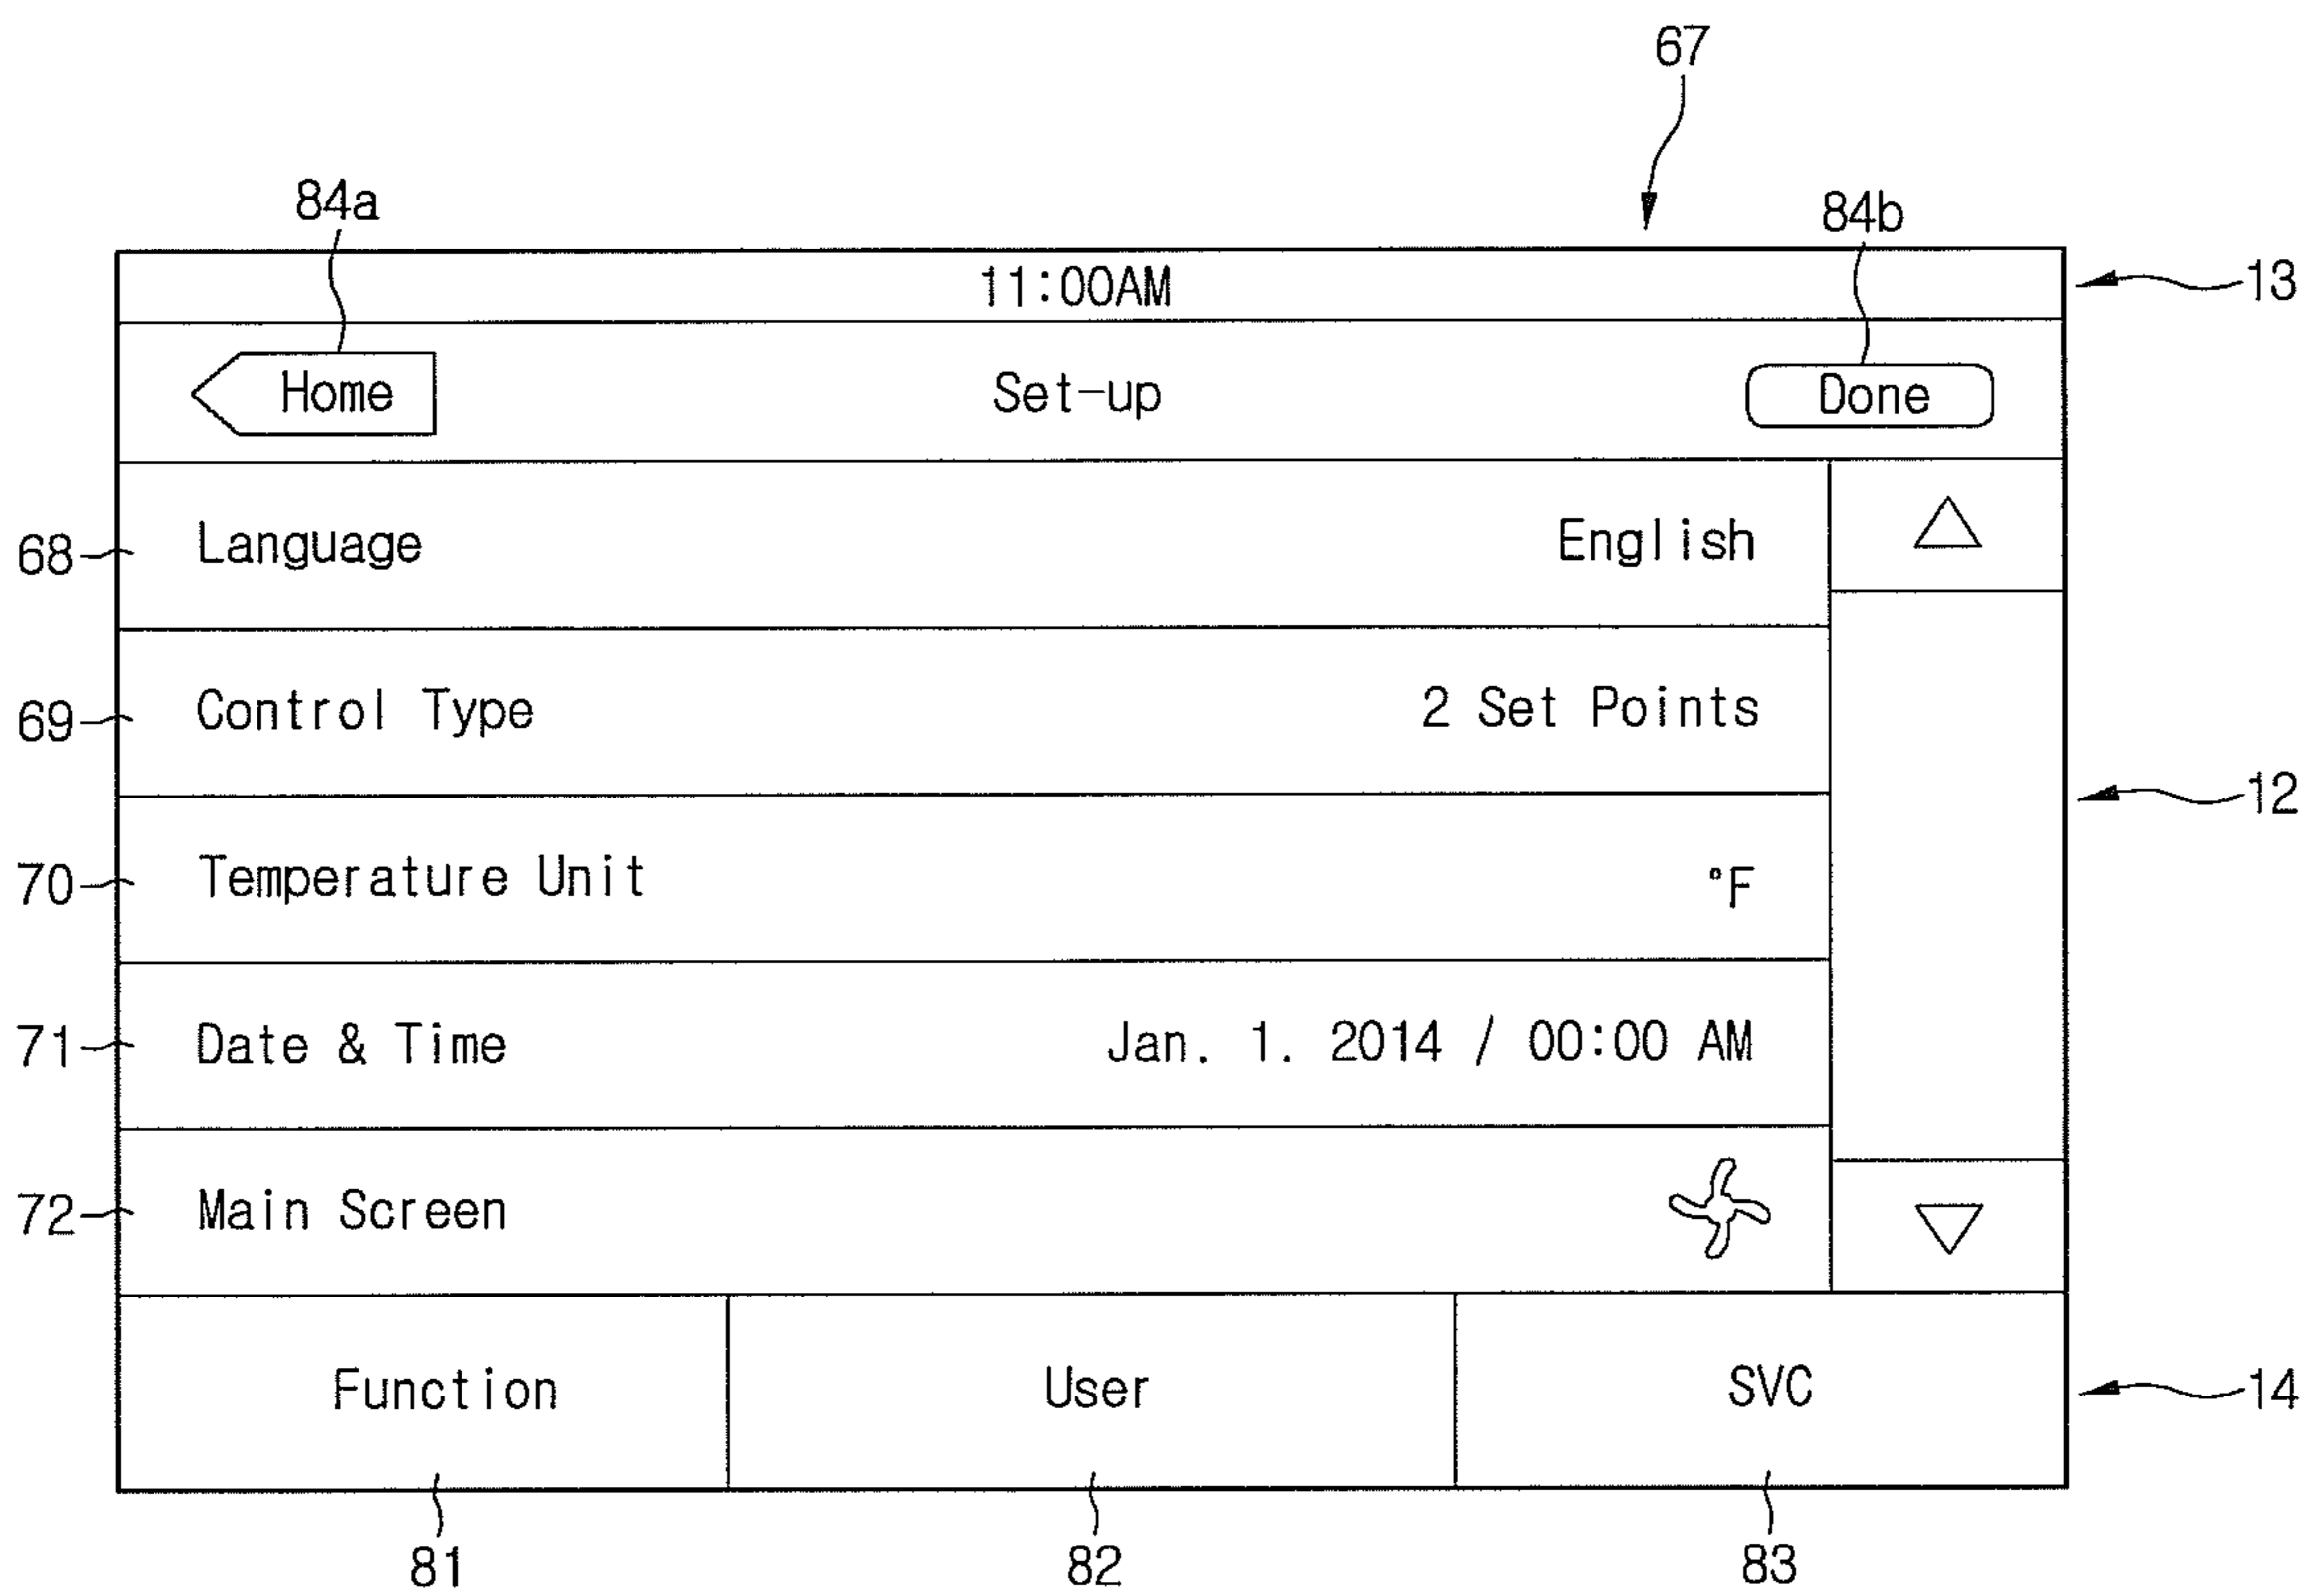 67
84a
84b
11:00AM
13
Home
Set-up
Done
68
Language
English
69
Control Type
2 Set Points
12
70
Temperature Unit
°F
71
Date & Time
Jan. 1. 2014 / 00:00 AM
72
Main Screen
Function
User
SVC
14
81
82
83